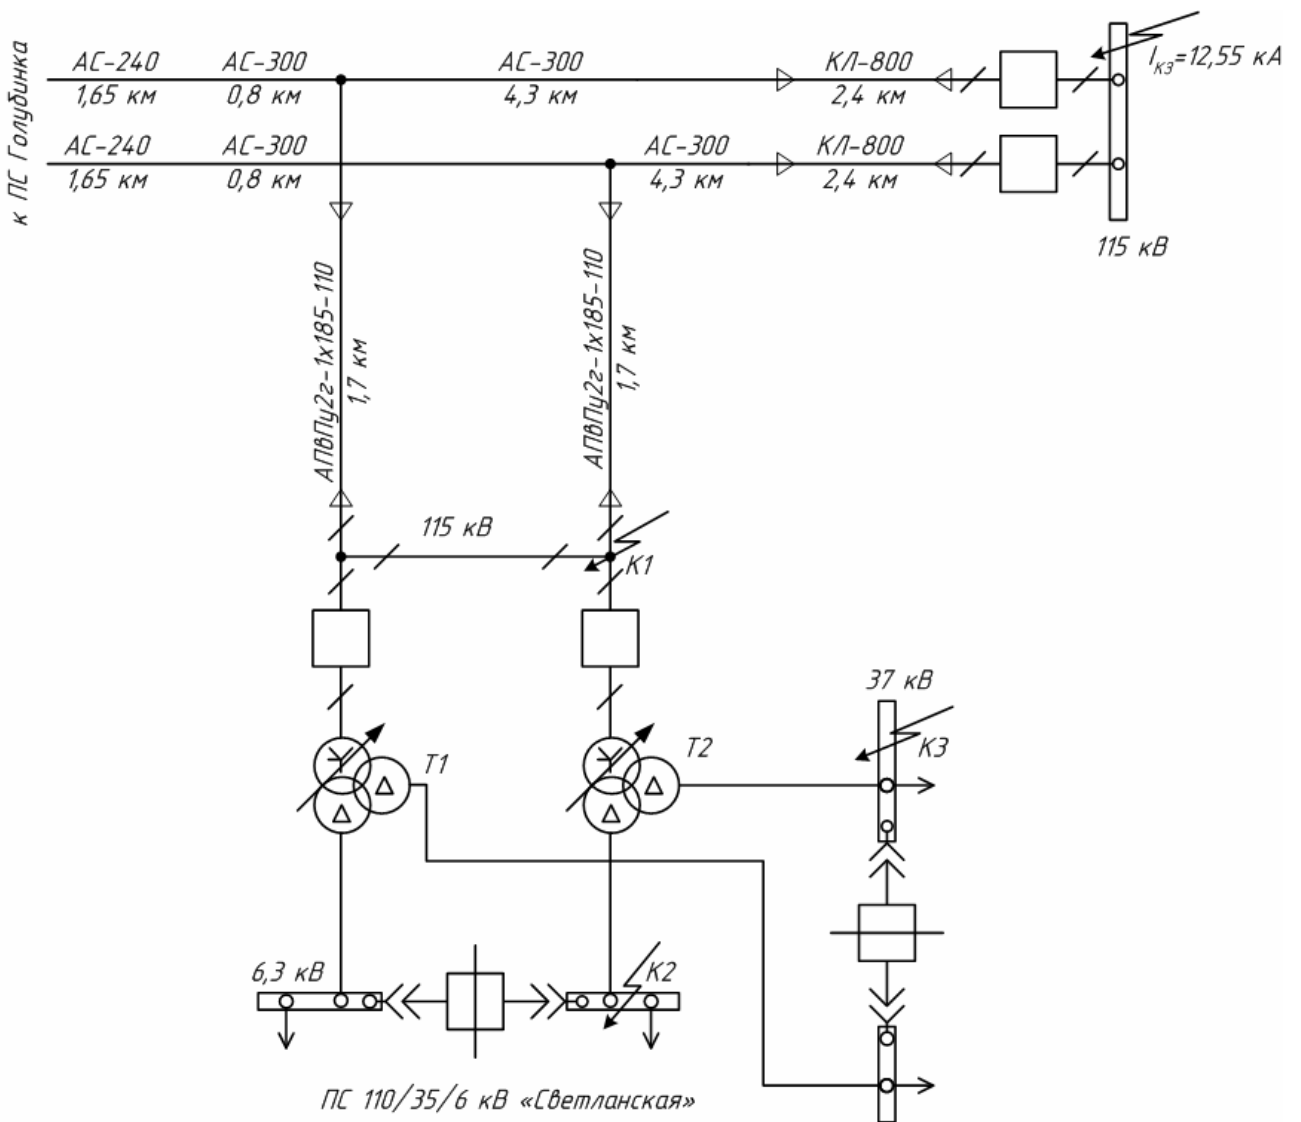 к ПС Голубинка
АС-240
1,65 км
АС-300
0,8 км
АС-300
4,3 км
КЛ-800
2,4 км
Iкз=12,55 кА
АС-240
1,65 км
АС-300
0,8 км
АС-300
4,3 км
КЛ-800
2,4 км
115 кВ
АПвПу2г-1х185-110
1,7 км
АПвПу2г-1х185-110
1,7 км
115 кВ
К1
Т1
Т2
37 кВ
К3
6,3 кВ
К2
ПС 110/35/6 кВ «Светланская»